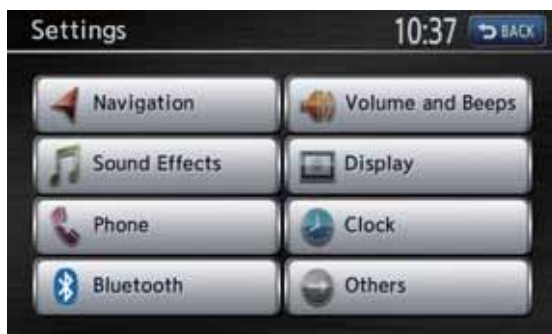 Settings 10:37 BACK
Navigation Volume and Beeps
Sound Effects Display
Phone Clock
Bluetooth Others